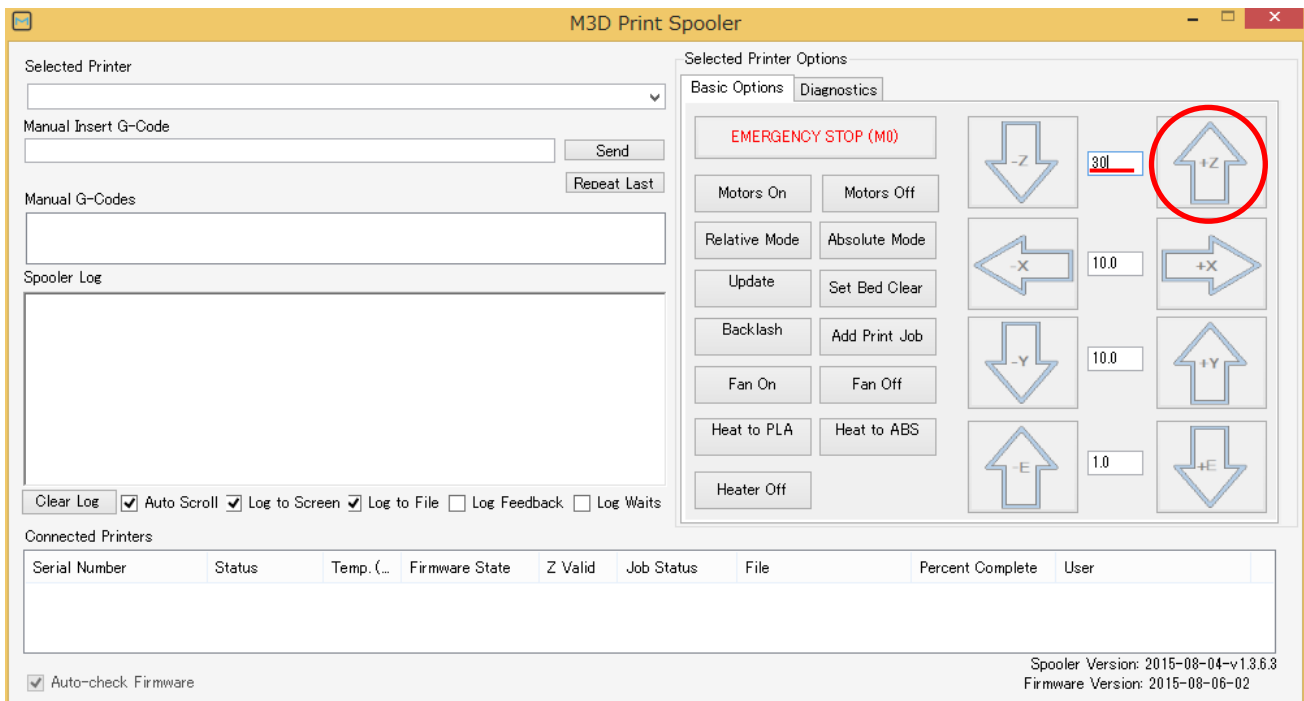 M3D Print Spooler
Selected Printer
Manual Insert G-Code
Send
Repeat Last
Manual G-Codes
Spooler Log
Clear Log Auto Scroll Log to Screen Log to File Log Feedback Log Waits
Selected Printer Options
Basic Options Diagnostics
EMERGENCY STOP (M0)
Motors On Motors Off
Relative Mode Absolute Mode
Update Set Bed Clear
Backlash Add Print Job
Fan On Fan Off
Heat to PLA Heat to ABS
Heater Off
-Z 30 +Z
-X 10.0 +X
-Y 10.0 +Y
-E 1.0 +E
Connected Printers
Serial Number Status Temp. (... Firmware State Z Valid Job Status File Percent Complete User
Auto-check Firmware
Spooler Version: 2015-08-04-v1.3.6.3
Firmware Version: 2015-08-06-02